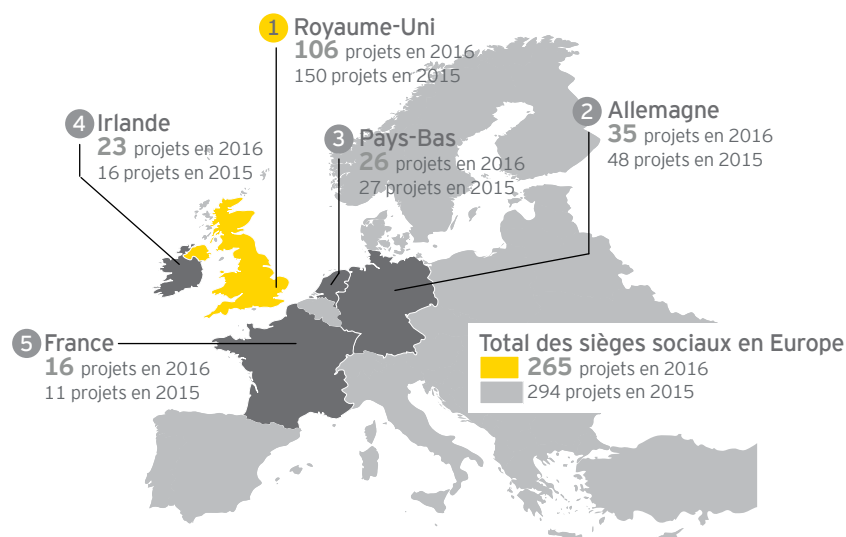 1 Royaume-Uni
106 projets en 2016
150 projets en 2015
2 Allemagne
35 projets en 2016
48 projets en 2015
3 Pays-Bas
26 projets en 2016
27 projets en 2015
4 Irlande
23 projets en 2016
16 projets en 2015
5 France
16 projets en 2016
11 projets en 2015
Total des sièges sociaux en Europe
265 projets en 2016
294 projets en 2015